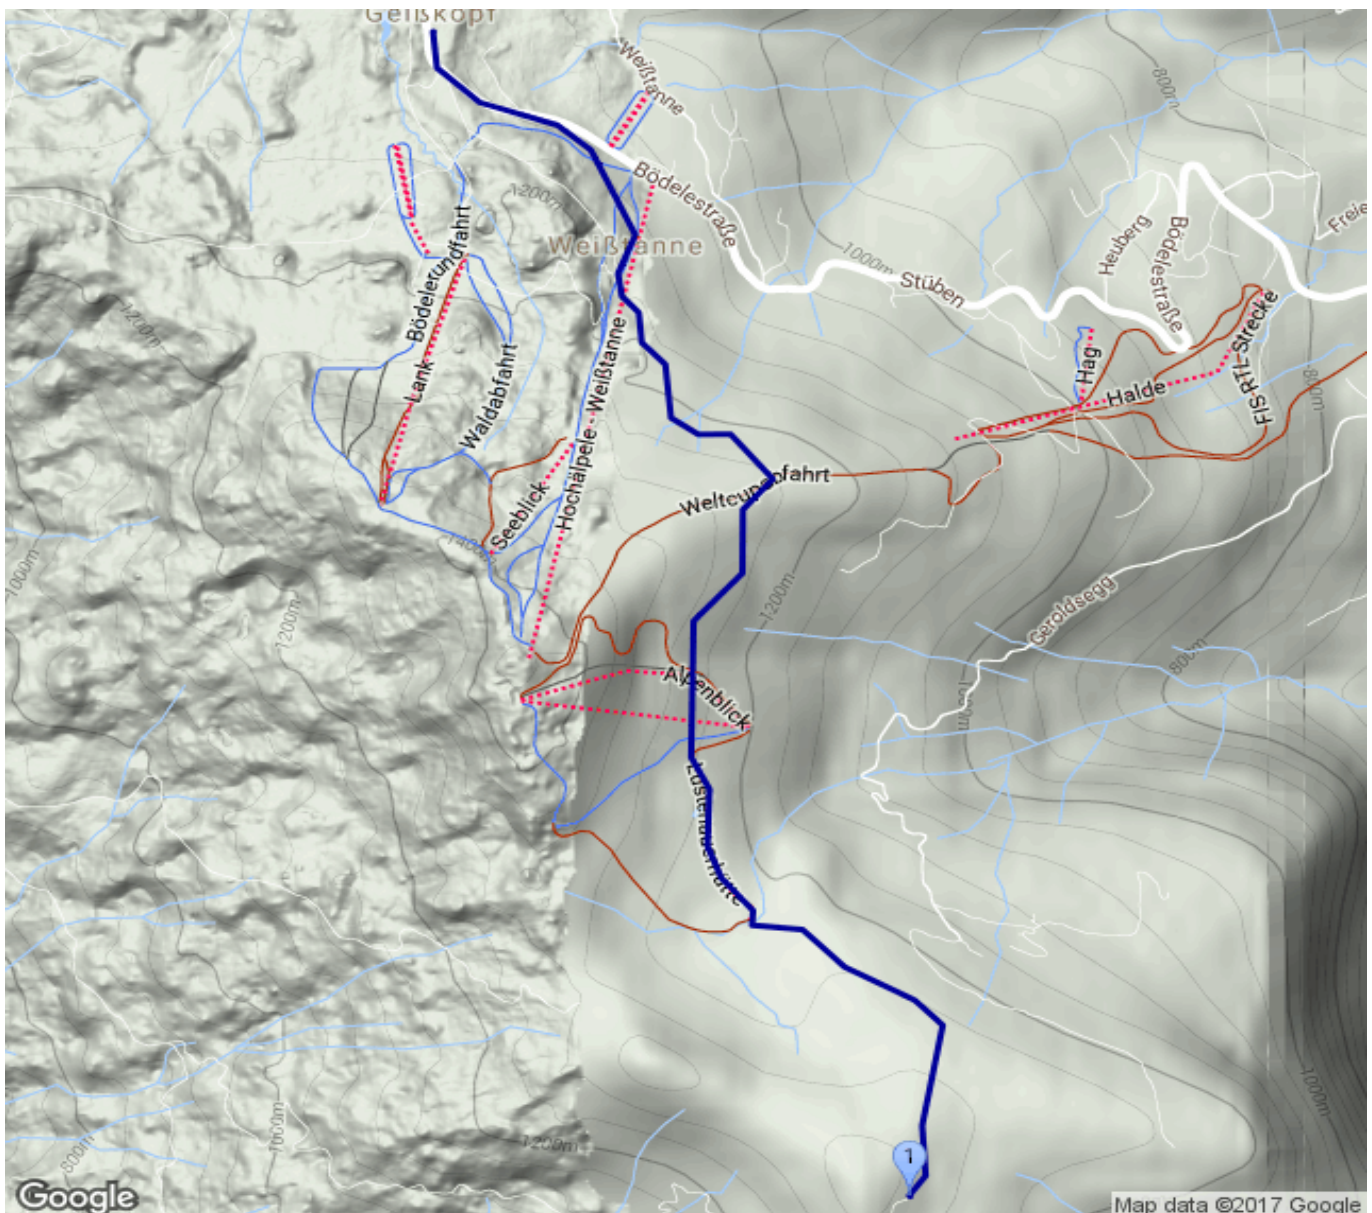 Geißkopf
Weißtanne
800m
Bödelestraße
1200m
Weißtanne
Heuberg
Bödelestraße
Freie
1000m
Stüben
Bödelerundfahrt
1200m
Lank
Waldabfahrt
Hochälpele - Weißtanne
Hag
Halde
FIS-RTL-Strecke
800m
Seeblick
Weltcupabfahrt
1400m
1000m
1200m
1200m
Geroldsegg
800m
1000m
Alpenblick
Lustenauerhütte
1000m
1000m
800m
1200m
1
Google
Map data ©2017 Google